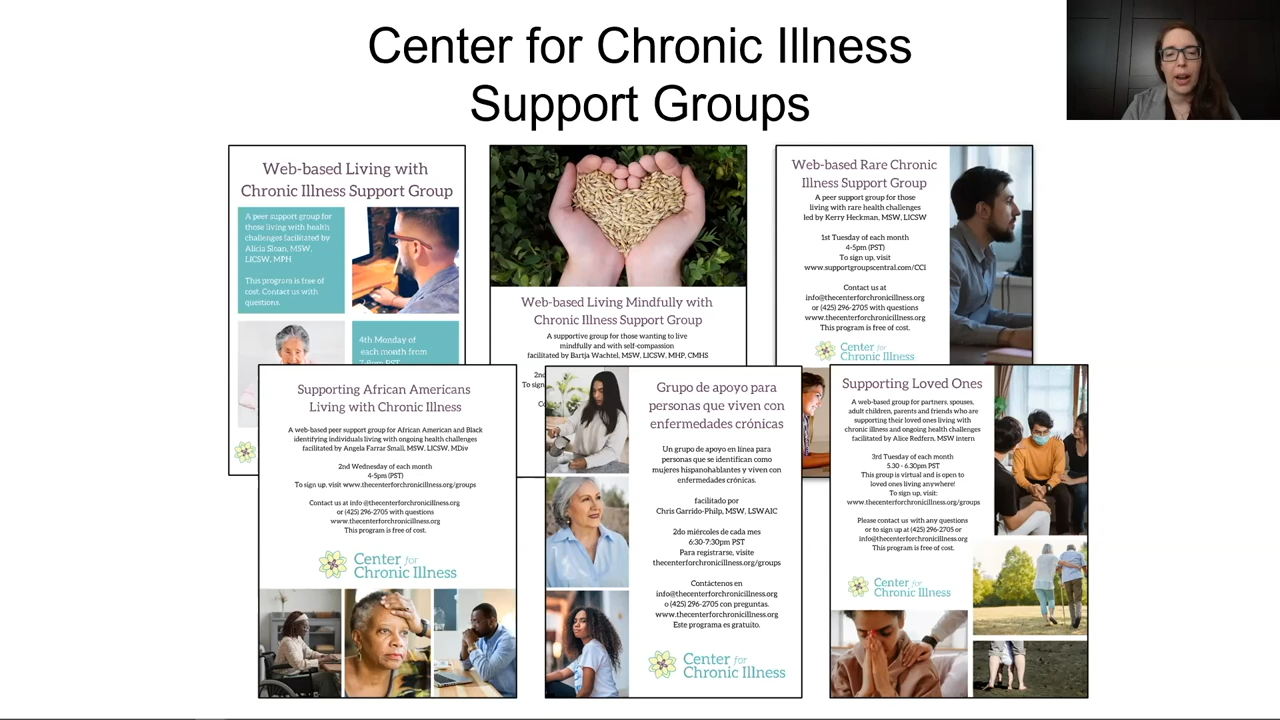 Center for Chronic Illness
Support Groups
Web-based Living with
Chronic Illness Support Group
A peer support group for
those living with health
challenges facilitated by
Alicia Sloan, MSW,
LICSW, MPH
This program is free of
cost. Contact us with
questions.
4th Monday of
each month from
Web-based Living Mindfully with
Chronic Illness Support Group
A supportive group for those wanting to live
mindfully and with self-compassion
facilitated by Bartja Wachtel, MSW, LICSW, MHP, CMHS
2nd
To sign
Web-based Rare Chronic
Illness Support Group
A peer support group for those
living with rare health challenges
led by Kerry Heckman, MSW, LICSW
1st Tuesday of each month
4-5pm (PST)
To sign up, visit
www.supportgroupscentral.com/CCI
Contact us at
info@thecenterforchronicillness.org
or (425) 296-2705 with questions
www.thecenterforchronicillness.org
This program is free of cost.
Center for
Chronic Illness
Supporting African Americans
Living with Chronic Illness
A web-based peer support group for African American and Black
identifying individuals living with ongoing health challenges
facilitated by Angela Farrar Small, MSW, LICSW, MDiv
2nd Wednesday of each month
4-5pm (PST)
To sign up, visit www.thecenterforchronicillness.org/groups
Contact us at info @thecenterforchronicillness.org
or (425) 296-2705 with questions
www.thecenterforchronicillness.org
This program is free of cost.
Center for
Chronic Illness
Grupo de apoyo para
personas que viven con
enfermedades crónicas
Un grupo de apoyo en línea para
personas que se identifican como
mujeres hispanohablantes y viven con
enfermedades crónicas.
facilitado por
Chris Garrido-Philp, MSW, LSWAIC
2do miércoles de cada mes
6:30-7:30pm PST
Para registrarse, visite
thecenterforchronicillness.org/groups
Contáctenos en
info@thecenterforchronicillness.org
o (425) 296-2705 con preguntas.
www.thecenterforchronicillness.org
Este programa es gratuito.
Center for
Chronic Illness
Supporting Loved Ones
A web-based group for partners, spouses,
adult children, parents and friends who are
supporting their loved ones living with
chronic illness and ongoing health challenges
facilitated by Alice Redfern, MSW intern
3rd Tuesday of each month
5.30 - 6.30pm PST
This group is virtual and is open to
loved ones living anywhere!
To sign up, visit:
www.thecenterforchronicillness.org/groups
Please contact us with any questions
or to sign up at (425) 296-2705 or
info@thecenterforchronicillness.org
This program is free of cost.
Center for
Chronic Illness